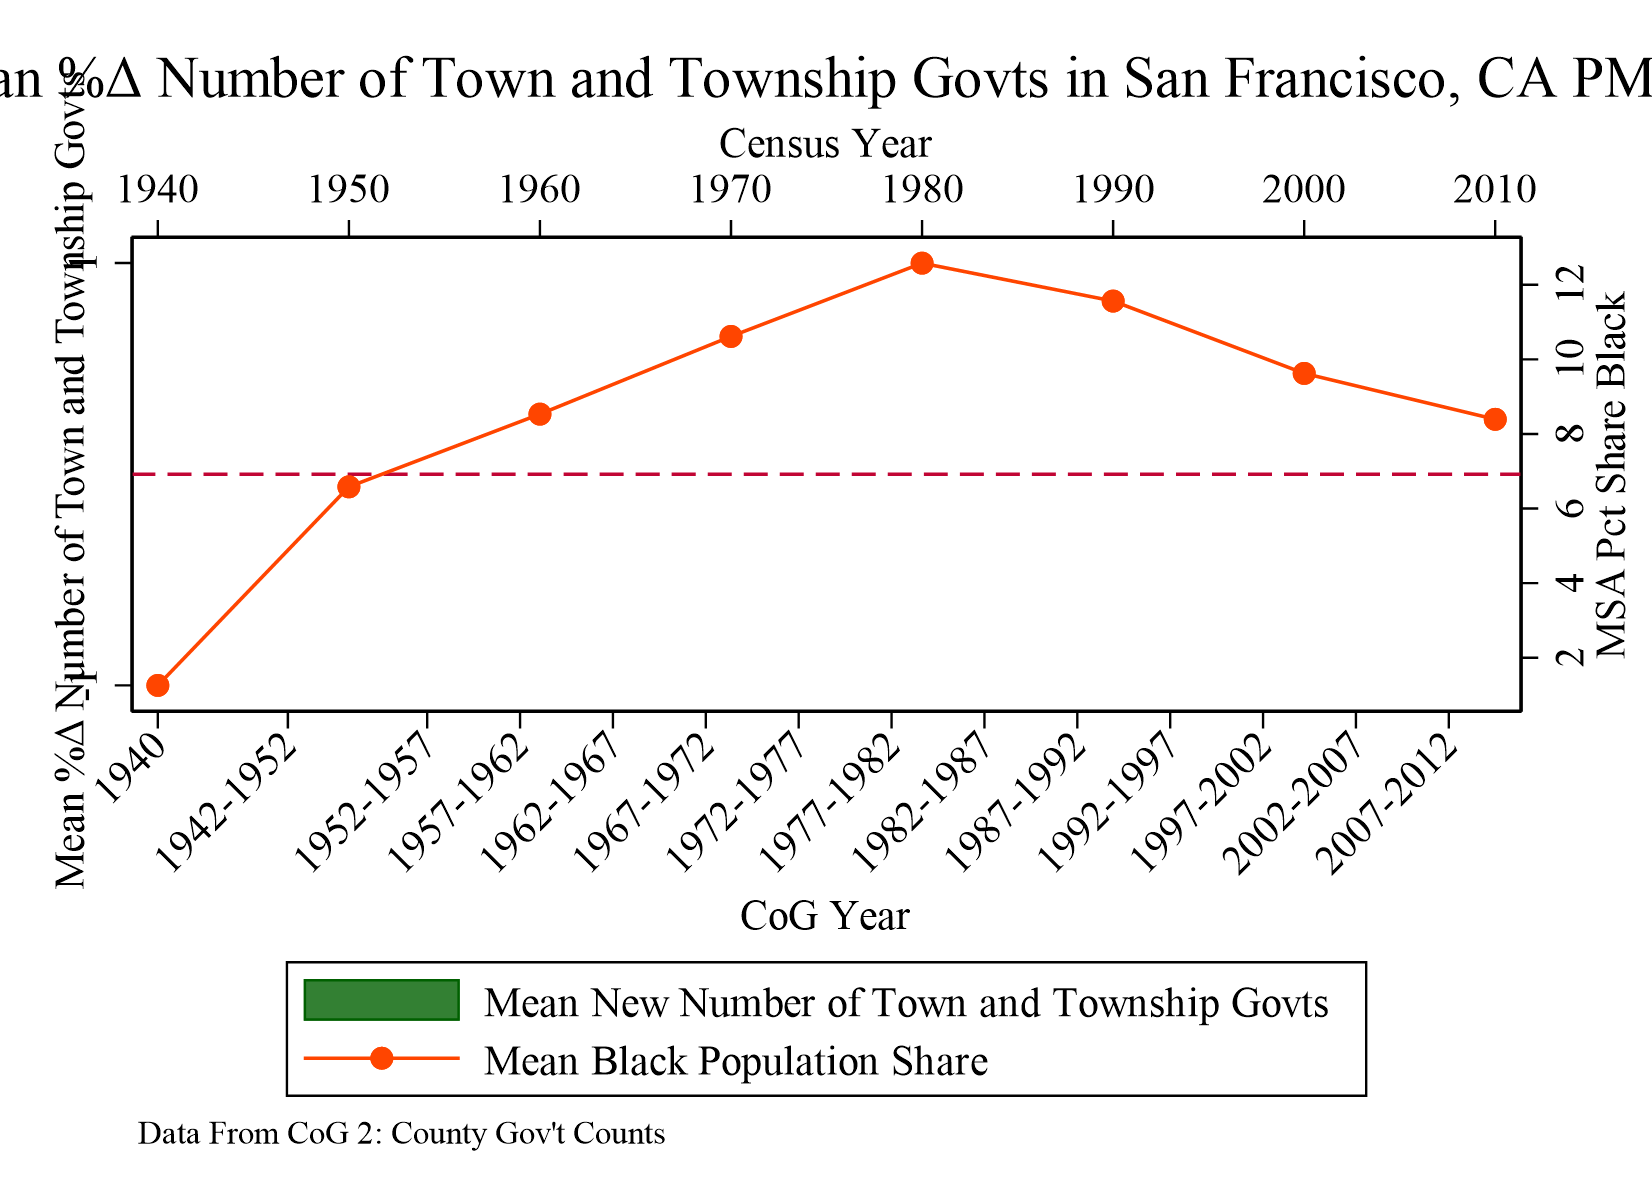 an %Δ Number of Town and Township Govts in San Francisco, CA PM
Census Year
1940 1950 1960 1970 1980 1990 2000 2010
Mean %Δ Number of Town and Township Govts
1
-1
12
10
8
6
4
2
MSA Pct Share Black
1940 1942-1952 1952-1957 1957-1962 1962-1967 1967-1972 1972-1977 1977-1982 1982-1987 1987-1992 1992-1997 1997-2002 2002-2007 2007-2012
CoG Year
Mean New Number of Town and Township Govts
Mean Black Population Share
Data From CoG 2: County Gov't Counts